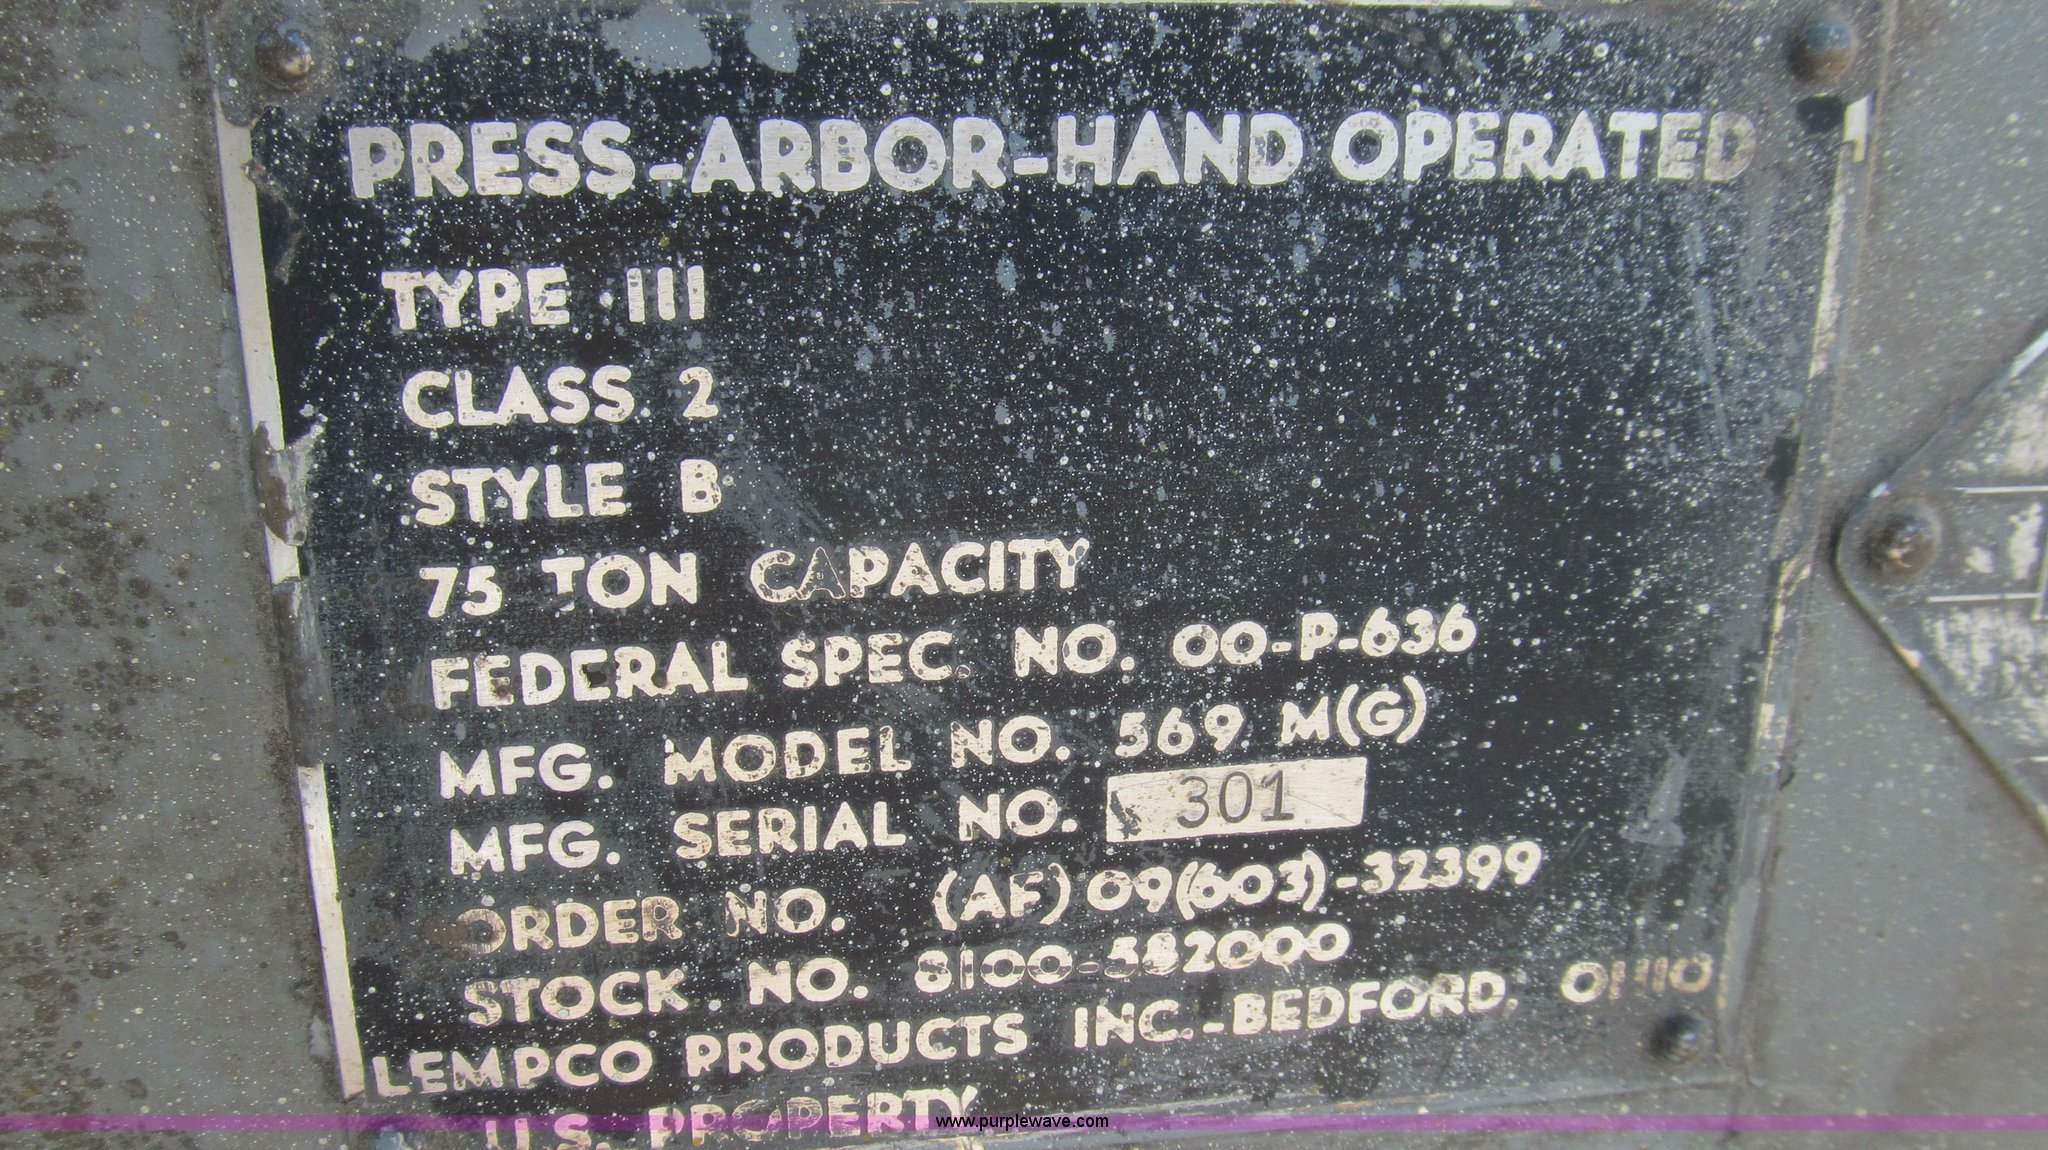 PRESS-ARBOR-HAND OPERATED
TYPE III
CLASS 2
STYLE B
75 TON CAPACITY
FEDERAL SPEC. NO. 00-P-636
MFG. MODEL NO. 569 M(G)
MFG. SERIAL NO. 301
ORDER NO. (AF) 09(603)-32399
STOCK NO. 8100-582000
LEMPCO PRODUCTS INC.-BEDFORD, OHIO
U.S. PROPERTY
www.purplewave.com